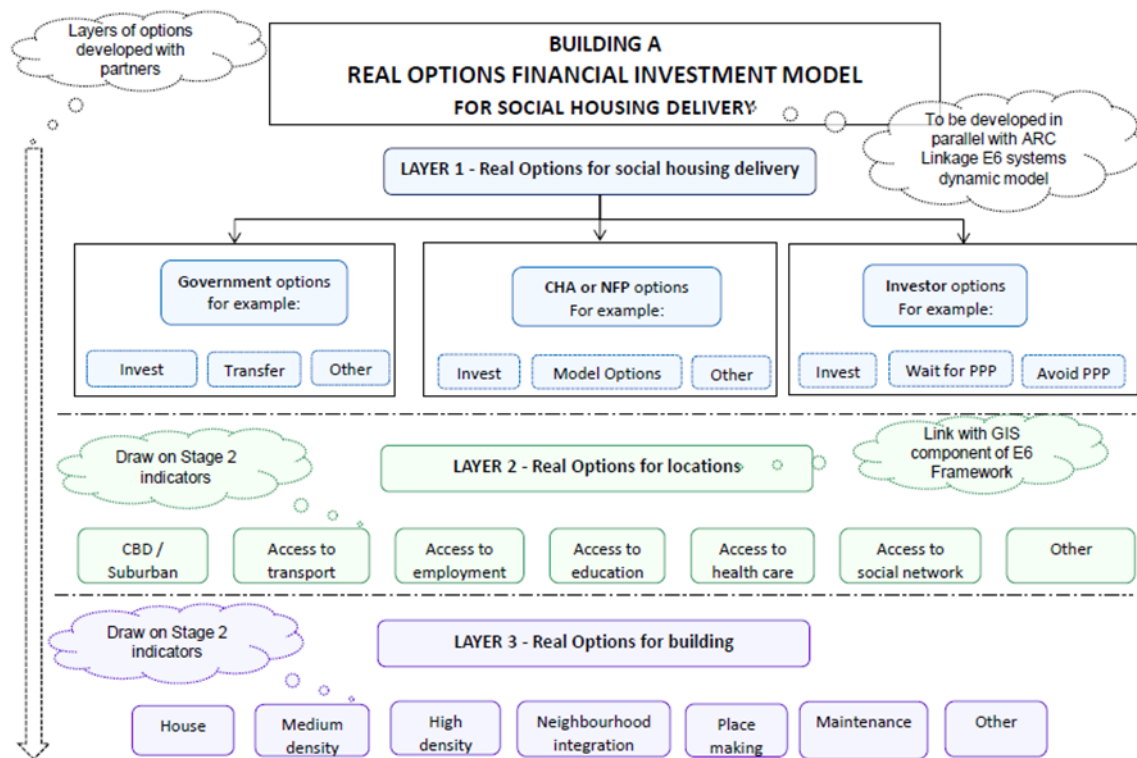 Layers of options
developed with
partners
BUILDING A
REAL OPTIONS FINANCIAL INVESTMENT MODEL
FOR SOCIAL HOUSING DELIVERY
To be developed in
parallel with ARC
Linkage E6 systems
dynamic model
LAYER 1 - Real Options for social housing delivery
Government options
for example:
Invest
Transfer
Other
CHA or NFP options
For example:
Invest
Model Options
Other
Investor options
For example:
Invest
Wait for PPP
Avoid PPP
Draw on Stage 2
indicators
LAYER 2 - Real Options for locations
Link with GIS
component of E6
Framework
CBD /
Suburban
Access to
transport
Access to
employment
Access to
education
Access to
health care
Access to
social network
Other
Draw on Stage 2
indicators
LAYER 3 - Real Options for building
House
Medium
density
High
density
Neighbourhood
integration
Place
making
Maintenance
Other